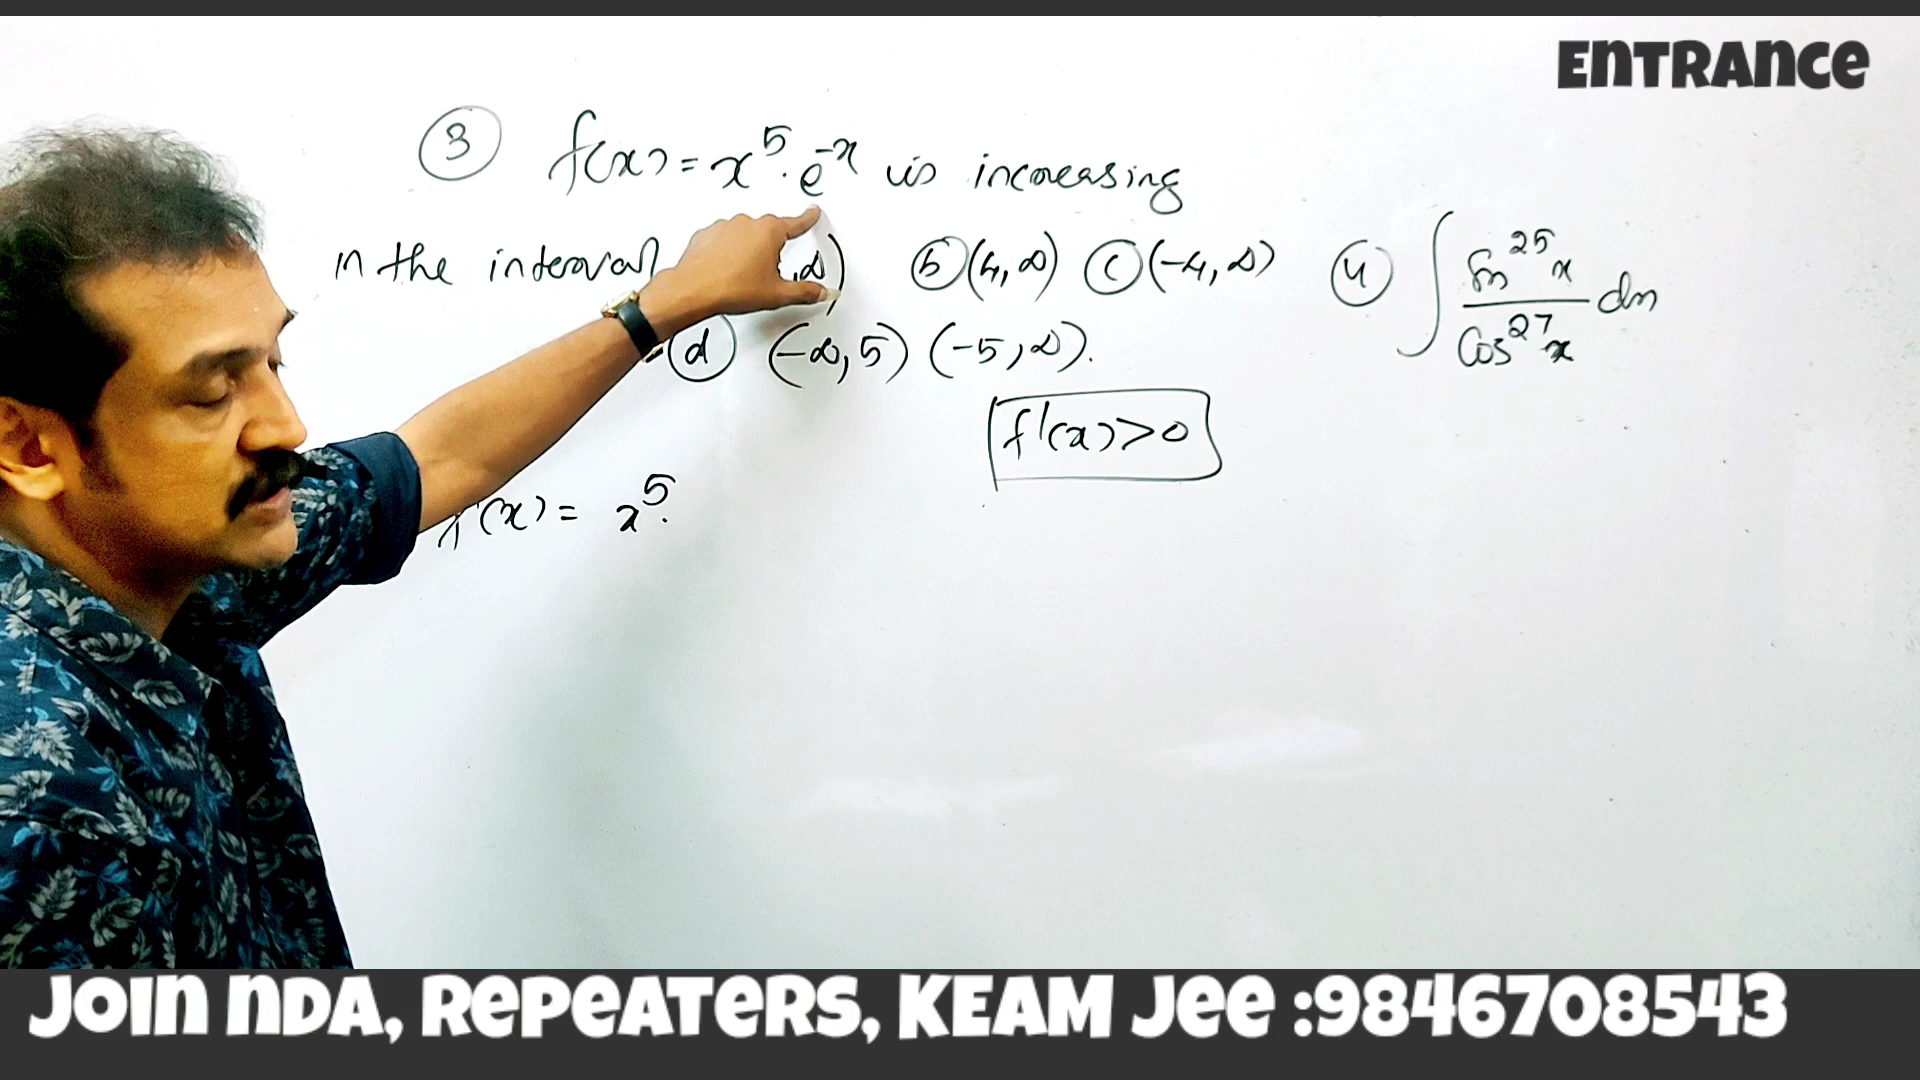 ENTRANCE
③ f(x) = x⁵·e⁻ˣ is increasing
in the interval ,∞) ⓑ (4,∞) ⓒ (-4,∞)
ⓓ (-∞,5) (-5,∞).
④ ∫ Sin²⁵x / Cos²⁷x dx
f'(x)>0
f'(x) = x⁵.
Join NDA, Repeaters, KEAM Jee :9846708543